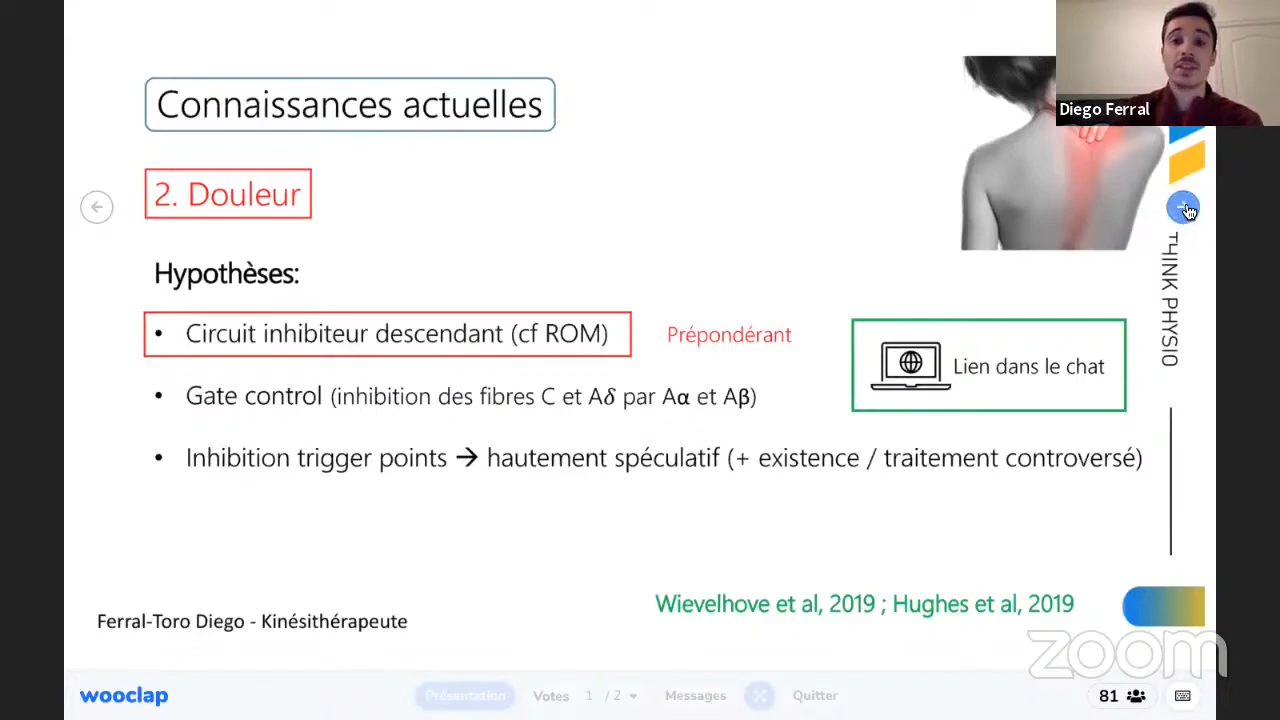 Connaissances actuelles
Diego Ferral
2. Douleur
THINK PHYSIO
Hypothèses:
• Circuit inhibiteur descendant (cf ROM)
Prépondérant
Lien dans le chat
• Gate control (inhibition des fibres C et Aδ par Aα et Aβ)
• Inhibition trigger points → hautement spéculatif (+ existence / traitement controversé)
Wievelhove et al, 2019 ; Hughes et al, 2019
Ferral-Toro Diego - Kinésithérapeute
zoom
wooclap
Présentation
Votes 1 / 2
Messages
Quitter
81